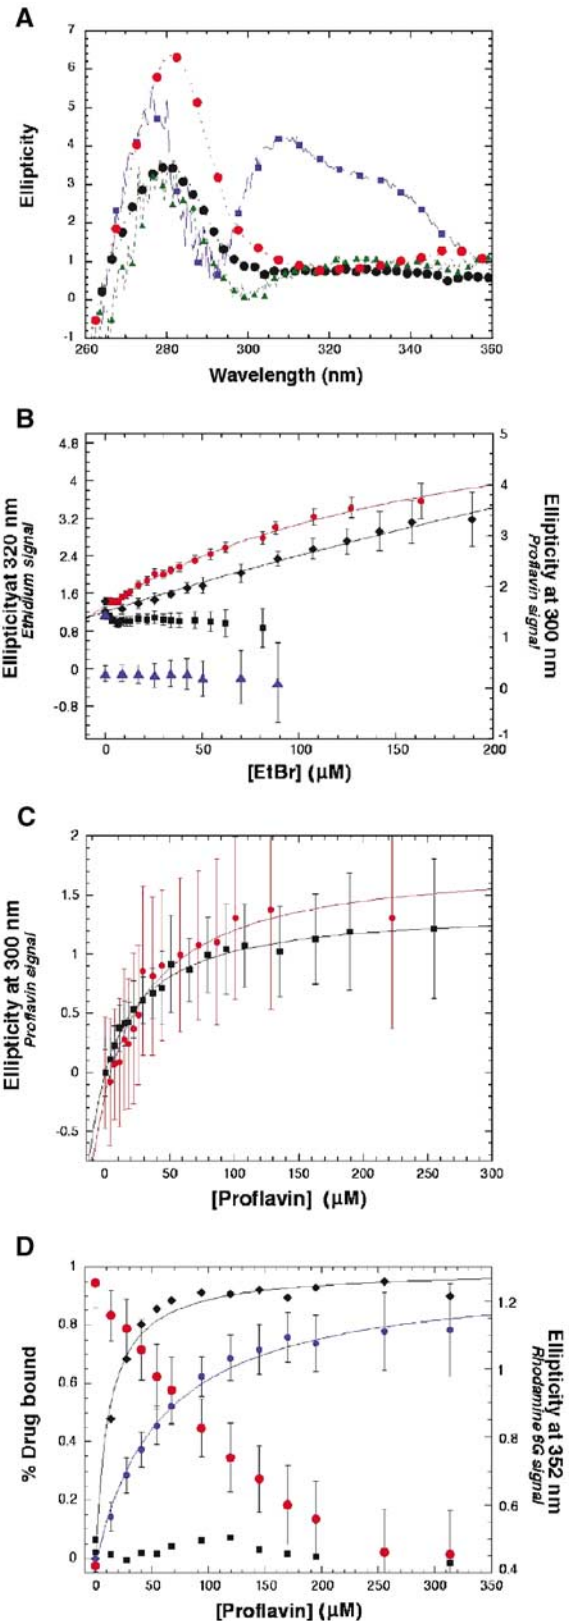 A
7
6
5
4
3
2
1
0
-1
Ellipticity
260 280 300 320 340 360
Wavelength (nm)
B
4.8
4
3.2
2.4
1.6
0.8
0
-0.8
Ellipticity at 320 nm
Ethidium signal
5
4
3
2
1
0
-1
Ellipticity at 300 nm
Proflavin signal
0 50 100 150 200
[EtBr] (µM)
C
2
1.5
1
0.5
0
-0.5
Ellipticity at 300 nm
Proflavin signal
0 50 100 150 200 250 300
[Proflavin] (µM)
D
1
0.8
0.6
0.4
0.2
0
% Drug bound
1.2
1
0.8
0.6
0.4
Ellipticity at 352 nm
Rhodamine 6G signal
0 50 100 150 200 250 300 350
[Proflavin] (µM)